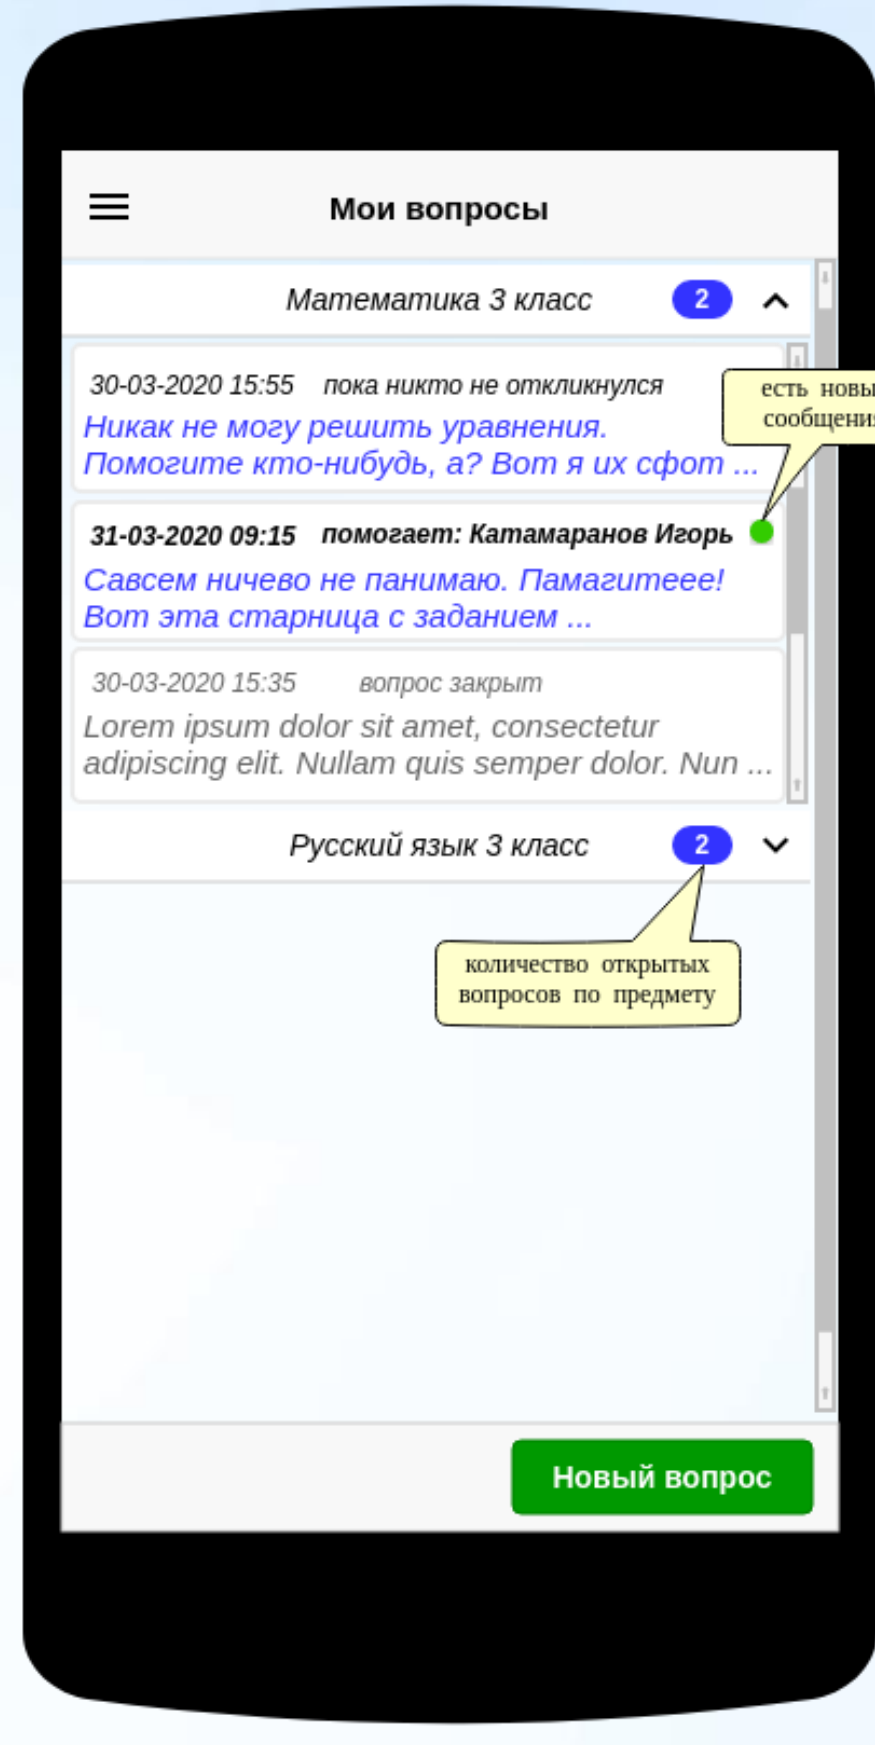 Мои вопросы
Математика 3 класс 2
30-03-2020 15:55 пока никто не откликнулся
Никак не могу решить уравнения.
Помогите кто-нибудь, а? Вот я их сфот ...
есть новы
сообщения
31-03-2020 09:15 помогает: Катамаранов Игорь
Савсем ничево не панимаю. Памагитеее!
Вот эта старница с заданием ...
30-03-2020 15:35 вопрос закрыт
Lorem ipsum dolor sit amet, consectetur
adipiscing elit. Nullam quis semper dolor. Nun ...
Русский язык 3 класс 2
количество открытых
вопросов по предмету
Новый вопрос